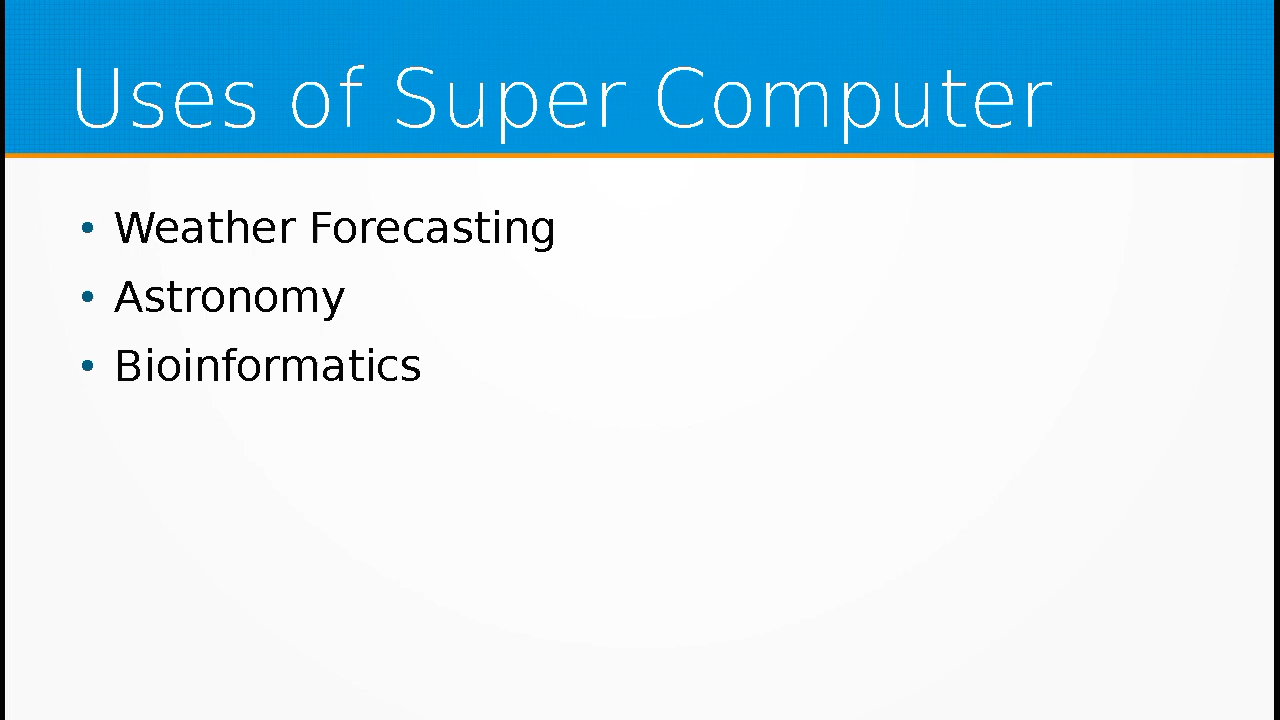 Uses of Super Computer
• Weather Forecasting
• Astronomy
• Bioinformatics